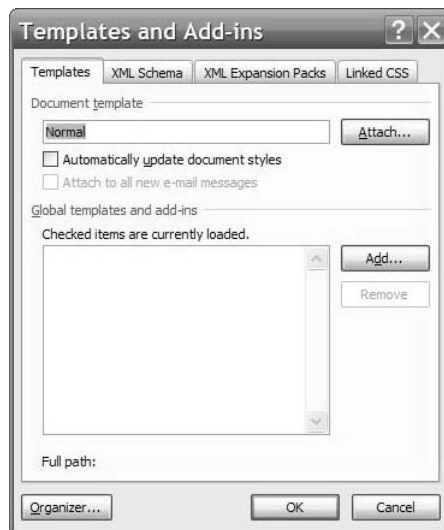 Templates and Add-ins
Templates XML Schema XML Expansion Packs Linked CSS
Document template
Normal Attach...
Automatically update document styles
Attach to all new e-mail messages
Global templates and add-ins
Checked items are currently loaded.
Add...
Remove
Full path:
Organizer... OK Cancel